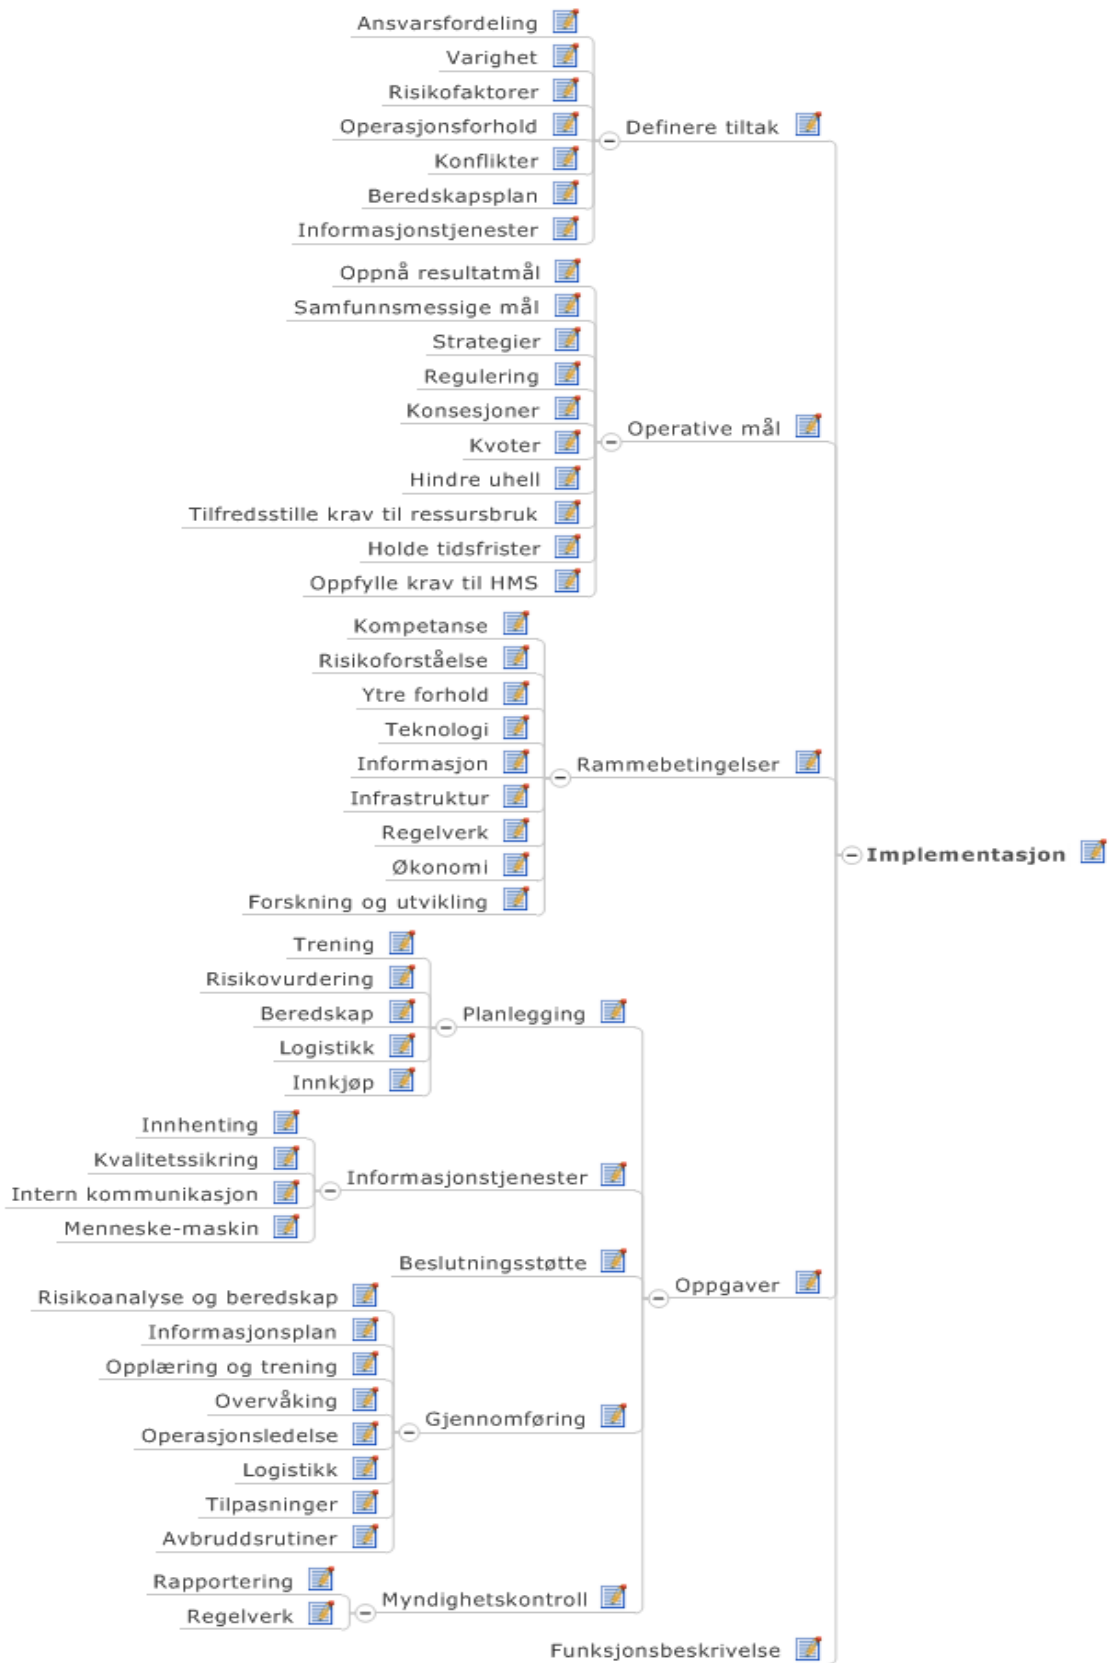 Ansvarsfordeling
Varighet
Risikofaktorer
Operasjonsforhold
Konflikter
Beredskapsplan
Informasjonstjenester
Definere tiltak
Oppnå resultatmål
Samfunnsmessige mål
Strategier
Regulering
Konsesjoner
Kvoter
Hindre uhell
Tilfredsstille krav til ressursbruk
Holde tidsfrister
Oppfylle krav til HMS
Operative mål
Kompetanse
Risikoforståelse
Ytre forhold
Teknologi
Informasjon
Infrastruktur
Regelverk
Økonomi
Forskning og utvikling
Rammebetingelser
Implementasjon
Trening
Risikovurdering
Beredskap
Logistikk
Innkjøp
Planlegging
Innhenting
Kvalitetssikring
Intern kommunikasjon
Menneske-maskin
Informasjonstjenester
Beslutningsstøtte
Oppgaver
Risikoanalyse og beredskap
Informasjonsplan
Opplæring og trening
Overvåking
Operasjonsledelse
Logistikk
Tilpasninger
Avbruddsrutiner
Gjennomføring
Rapportering
Regelverk
Myndighetskontroll
Funksjonsbeskrivelse